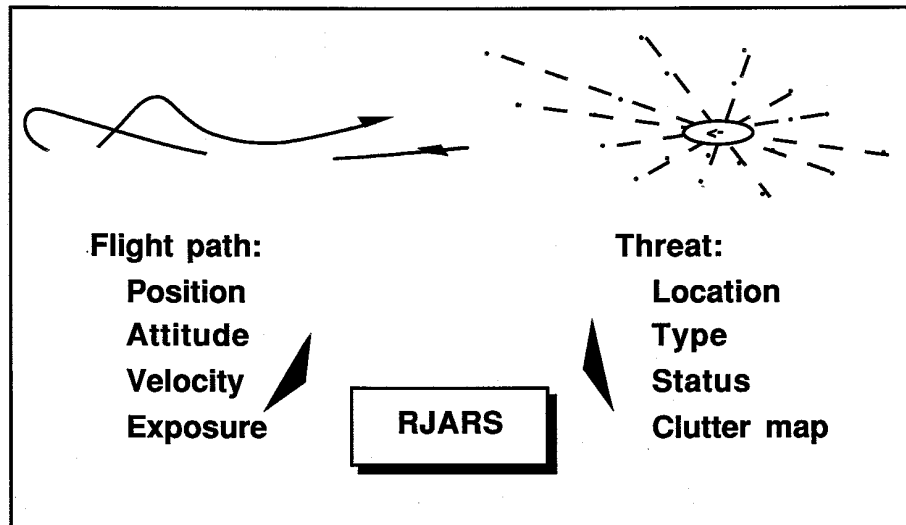 Flight path:
Position
Attitude
Velocity
Exposure
Threat:
Location
Type
Status
Clutter map
RJARS